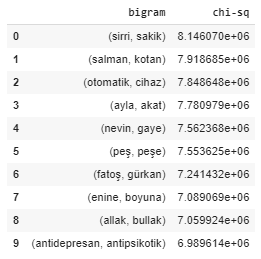 bigram chi-sq
0 (sirri, sakik) 8.146070e+06
1 (salman, kotan) 7.918685e+06
2 (otomatik, cihaz) 7.848648e+06
3 (ayla, akat) 7.780979e+06
4 (nevin, gaye) 7.562368e+06
5 (peş, peşe) 7.553625e+06
6 (fatoş, gürkan) 7.241432e+06
7 (enine, boyuna) 7.089069e+06
8 (allak, bullak) 7.059924e+06
9 (antidepresan, antipsikotik) 6.989614e+06